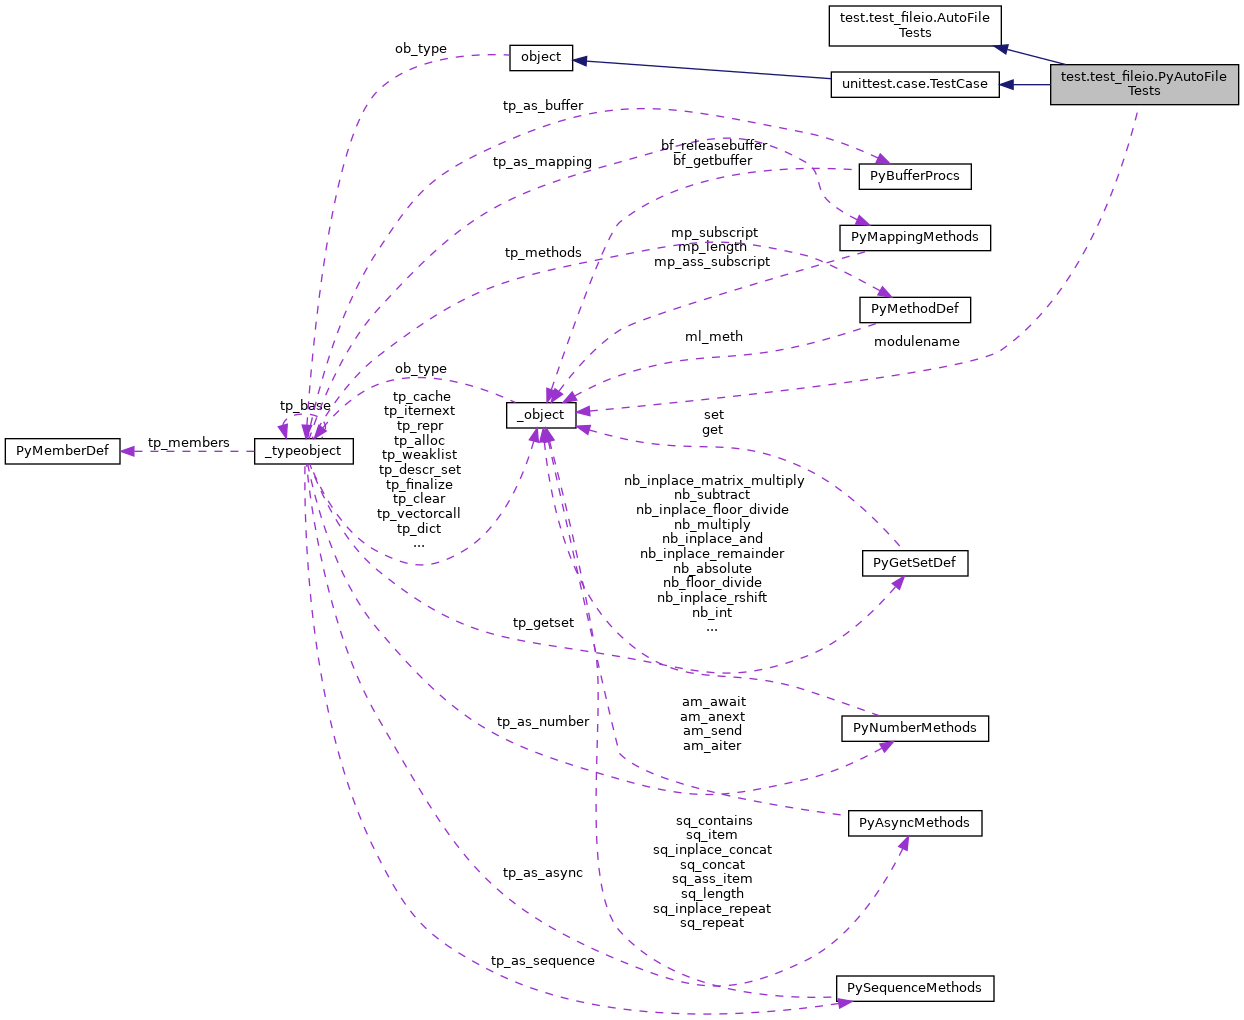 test.test_fileio.AutoFile
Tests
ob_type
object
test.test_fileio.PyAutoFile
Tests
unittest.case.TestCase
tp_as_buffer
bf_releasebuffer
bf_getbuffer
tp_as_mapping
PyBufferProcs
mp_subscript
mp_length
mp_ass_subscript
PyMappingMethods
tp_methods
PyMethodDef
ml_meth
modulename
ob_type
tp_base
tp_cache
tp_iternext
tp_repr
tp_alloc
tp_weaklist
tp_descr_set
tp_finalize
tp_clear
tp_vectorcall
tp_dict
...
_object
set
get
PyMemberDef
tp_members
_typeobject
nb_inplace_matrix_multiply
nb_subtract
nb_inplace_floor_divide
nb_multiply
nb_inplace_and
nb_inplace_remainder
nb_absolute
nb_floor_divide
nb_inplace_rshift
nb_int
...
PyGetSetDef
tp_getset
am_await
am_anext
am_send
am_aiter
tp_as_number
PyNumberMethods
sq_contains
sq_item
sq_inplace_concat
sq_concat
sq_ass_item
sq_length
sq_inplace_repeat
sq_repeat
PyAsyncMethods
tp_as_async
tp_as_sequence
PySequenceMethods